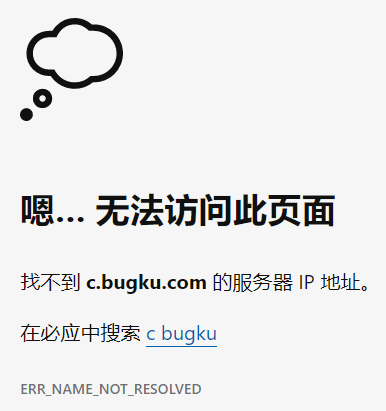 嗯... 无法访问此页面
找不到 c.bugku.com 的服务器 IP 地址。
在必应中搜索 c bugku
ERR_NAME_NOT_RESOLVED